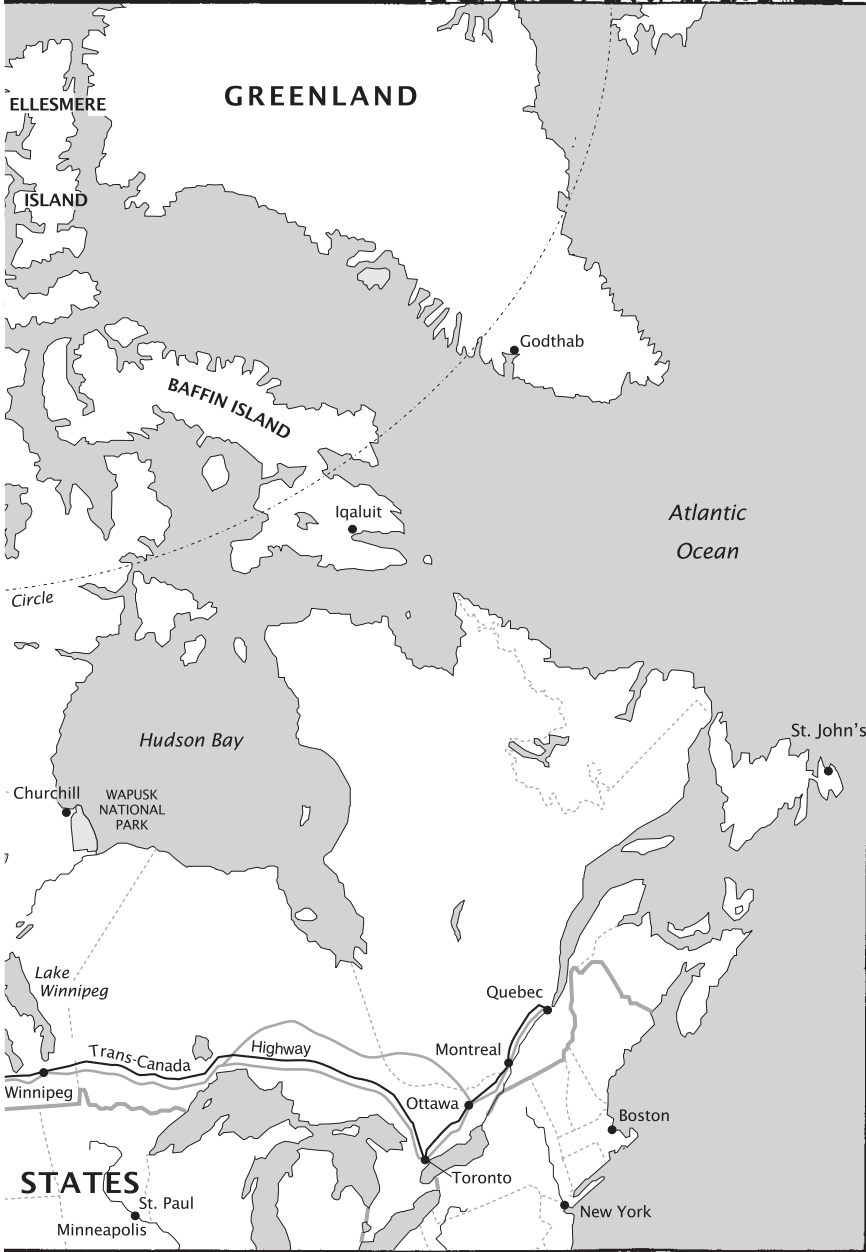 GREENLAND
ELLESMERE
ISLAND
Godthab
BAFFIN ISLAND
Iqaluit
Atlantic
Ocean
Circle
Hudson Bay
St. John's
Churchill
WAPUSK
NATIONAL
PARK
Lake
Winnipeg
Quebec
Montreal
Trans-Canada
Highway
Winnipeg
Ottawa
Boston
Toronto
STATES
St. Paul
New York
Minneapolis